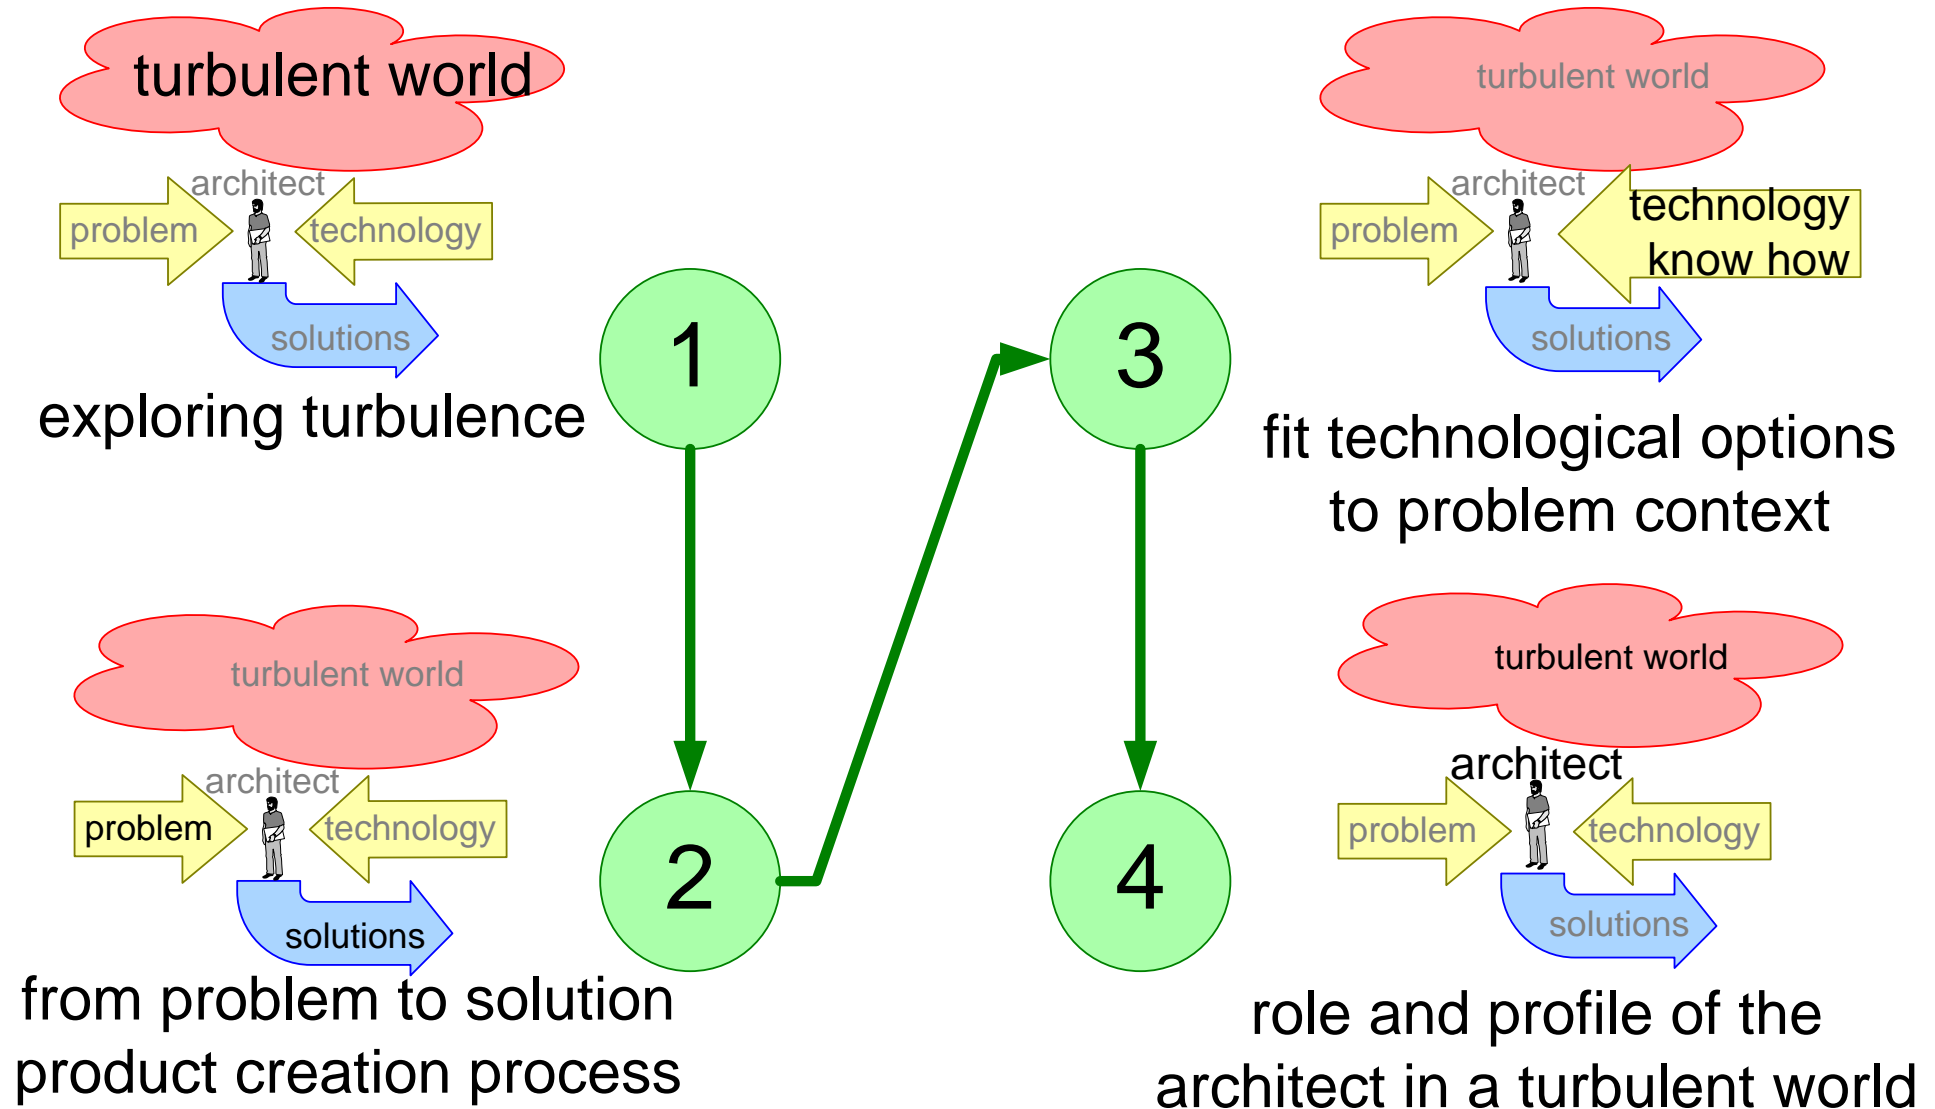 turbulent world
architect
problem
technology
solutions
exploring turbulence
1
turbulent world
architect
problem
technology
solutions
from problem to solution
product creation process
2
turbulent world
architect
problem
technology
know how
solutions
fit technological options
to problem context
3
turbulent world
architect
problem
technology
solutions
role and profile of the
architect in a turbulent world
4